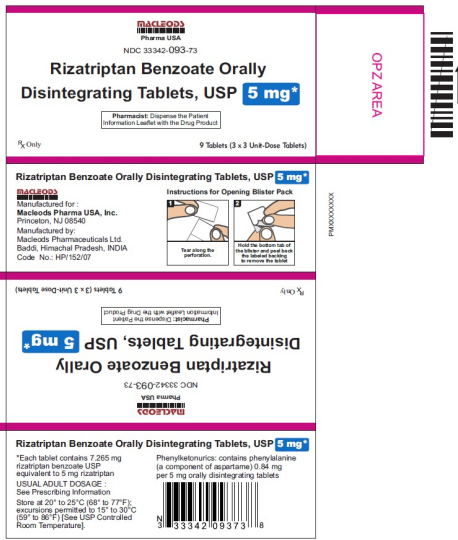 MACLEODS
Pharma USA
NDC 33342-093-73
Rizatriptan Benzoate Orally
Disintegrating Tablets, USP 5 mg*
Pharmacist: Dispense the Patient
Information Leaflet with the Drug Product
Rx Only
9 Tablets (3 x 3 Unit-Dose Tablets)
OPZ AREA
Rizatriptan Benzoate Orally Disintegrating Tablets, USP 5 mg*
MACLEODS
Manufactured for :
Macleods Pharma USA, Inc.
Princeton, NJ 08540
Manufactured by:
Macleods Pharmaceuticals Ltd.
Baddi, Himachal Pradesh, INDIA
Code No.: HP/152/07
Instructions for Opening Blister Pack
1
Tear along the
perforation.
2
Hold the bottom tab of
the blister and peel back
the labeled backing
to remove the tablet
PMXXXXXXXX
MACLEODS
Pharma USA
NDC 33342-093-73
Rizatriptan Benzoate Orally
Disintegrating Tablets, USP 5 mg*
Pharmacist: Dispense the Patient
Information Leaflet with the Drug Product
Rx Only
9 Tablets (3 x 3 Unit-Dose Tablets)
Rizatriptan Benzoate Orally Disintegrating Tablets, USP 5 mg*
*Each tablet contains 7.265 mg
rizatriptan benzoate USP
equivalent to 5 mg rizatriptan
USUAL ADULT DOSAGE :
See Prescribing Information
Store at 20° to 25°C (68° to 77°F);
excursions permitted to 15° to 30°C
(59° to 86°F) [See USP Controlled
Room Temperature].
Phenylketonurics: contains phenylalanine
(a component of aspartame) 0.84 mg
per 5 mg orally disintegrating tablets
N
3 33342 09373 8